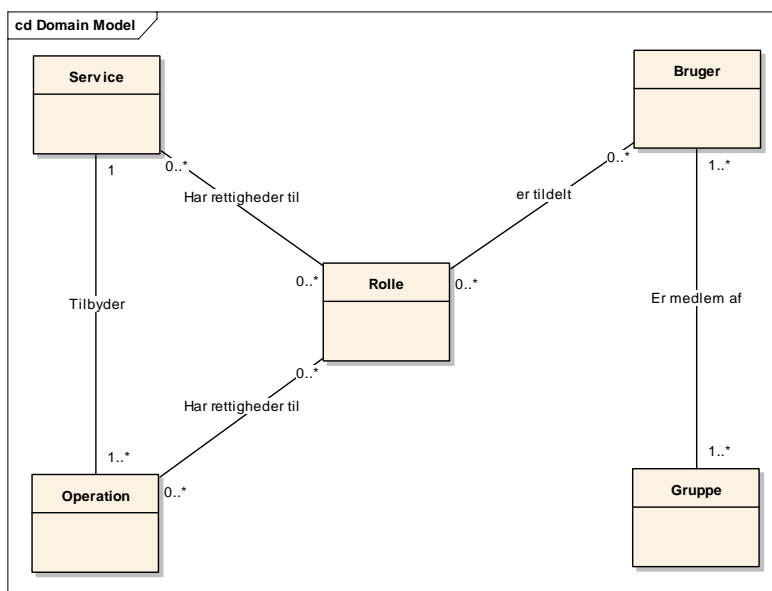 cd Domain Model
Service
Bruger
1
0..*
0..*
1..*
Har rettigheder til
er tildelt
0..*
Rolle
0..*
Tilbyder
Er medlem af
0..*
Har rettigheder til
1..*
0..*
1..*
Operation
Gruppe